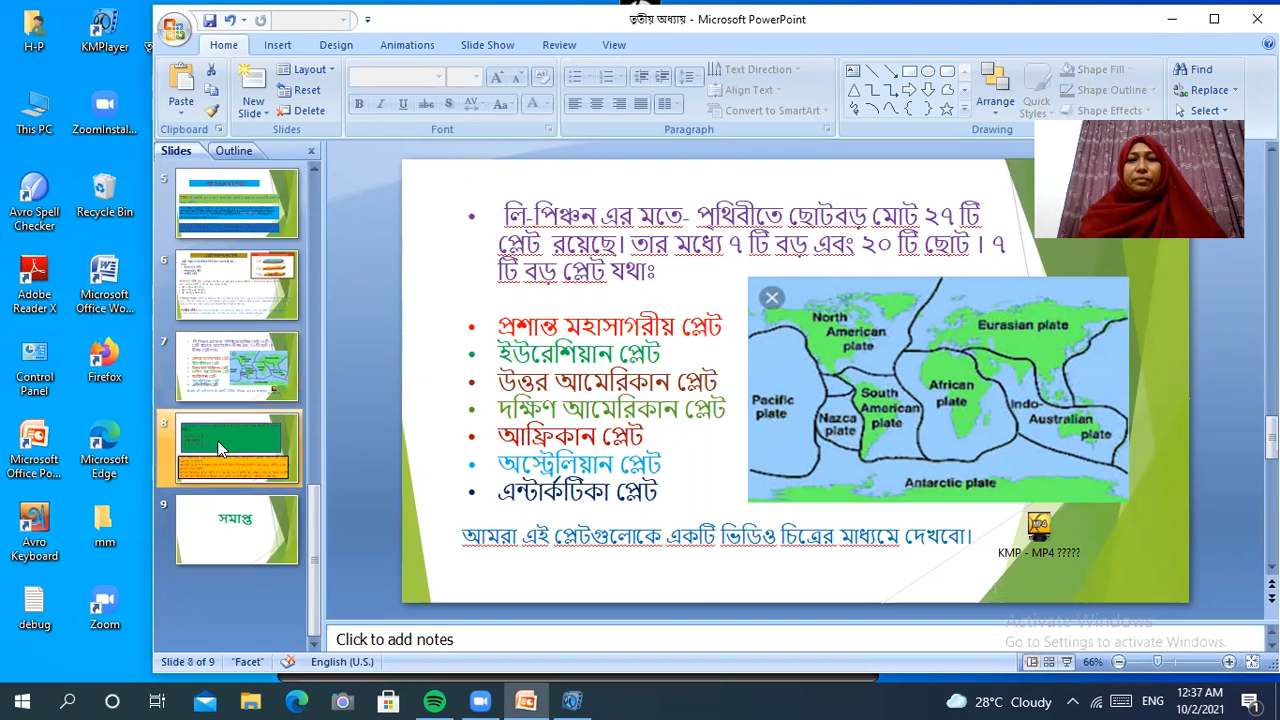 তৃতীয় অধ্যায় - Microsoft PowerPoint
Home Insert Design Animations Slide Show Review View
Paste
New Slide
Layout
Reset
Delete
Clipboard Slides Font Paragraph Drawing
Text Direction
Align Text
Convert to SmartArt
Arrange
Quick Styles
Shape Fill
Shape Outline
Shape Effects
Find
Replace
Select
H-P
KMPlayer
This PC
ZoomInstal...
Avro Spell Checker
Recycle Bin
Adobe Reader X
Microsoft Wo...
Control Panel
Firefox
Microsoft Office Po...
Microsoft Edge
Avro Keyboard
mm
debug
Zoom
Slides Outline
5
6
7
8
9
সমাপ্ত
লি-পিঞ্চন এর মতে- পৃথিবীতে ছোটবড় মোট ২৭ টি
প্লেট রয়েছে। তার মধ্যে ৭ টি বড় এবং ২০ টি ছোট । ৭
টি বড় প্লেট যথাঃ
প্রশান্ত মহাসাগরীয় প্লেট
ইউরেশিয়ান প্লেট
উত্তর আমেরিকান প্লেট
দক্ষিণ আমেরিকান প্লেট
আফ্রিকান প্লেট
অস্ট্রেলিয়ান প্লেট
এন্টার্কটিকা প্লেট
আমরা এই প্লেটগুলোকে একটি ভিডিও চিত্রের মাধ্যমে দেখবো।
North American plate
Eurasian plate
Pacific plate
Nazca plate
South American plate
African plate
Indo-Australian plate
Antarctic plate
MP4
KMP - MP4 ?????
Activate Windows
Go to Settings to activate Windows.
Click to add notes
Slide 8 of 9 "Facet" English (U.S.) 66%
28°C Cloudy ENG 12:37 AM
10/2/2021